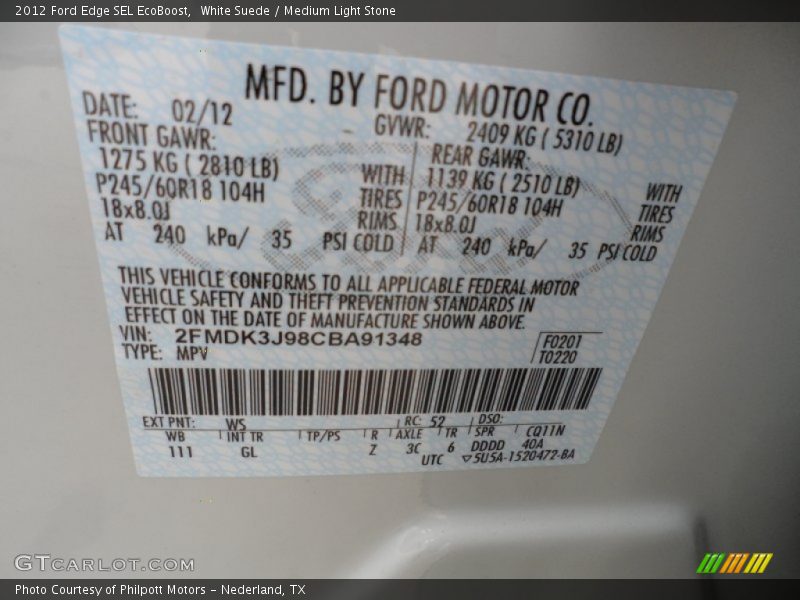 2012 Ford Edge SEL EcoBoost,  White Suede / Medium Light Stone
MFD. BY FORD MOTOR CO.
DATE: 02/12
GVWR: 2409 KG ( 5310 LB)
FRONT GAWR:
1275 KG ( 2810 LB)
P245/60R18 104H
18x8.0J
AT 240 kPa/ 35 PSI COLD
WITH
TIRES
RIMS
REAR GAWR:
1139 KG ( 2510 LB)
P245/60R18 104H
18x8.0J
AT 240 kPa/ 35 PSI COLD
WITH
TIRES
RIMS
THIS VEHICLE CONFORMS TO ALL APPLICABLE FEDERAL MOTOR
VEHICLE SAFETY AND THEFT PREVENTION STANDARDS IN
EFFECT ON THE DATE OF MANUFACTURE SHOWN ABOVE.
VIN: 2FMDK3J98CBA91348
TYPE: MPV
F0201
T0220
EXT PNT: WS RC: 52 DSO:
WB INT TR TP/PS R AXLE TR SPR CQ11N
111 GL Z 3C 6 DDDD 40A
UTC ▽5U5A-1520472-BA
GTCARLOT.COM
Photo Courtesy of Philpott Motors - Nederland, TX